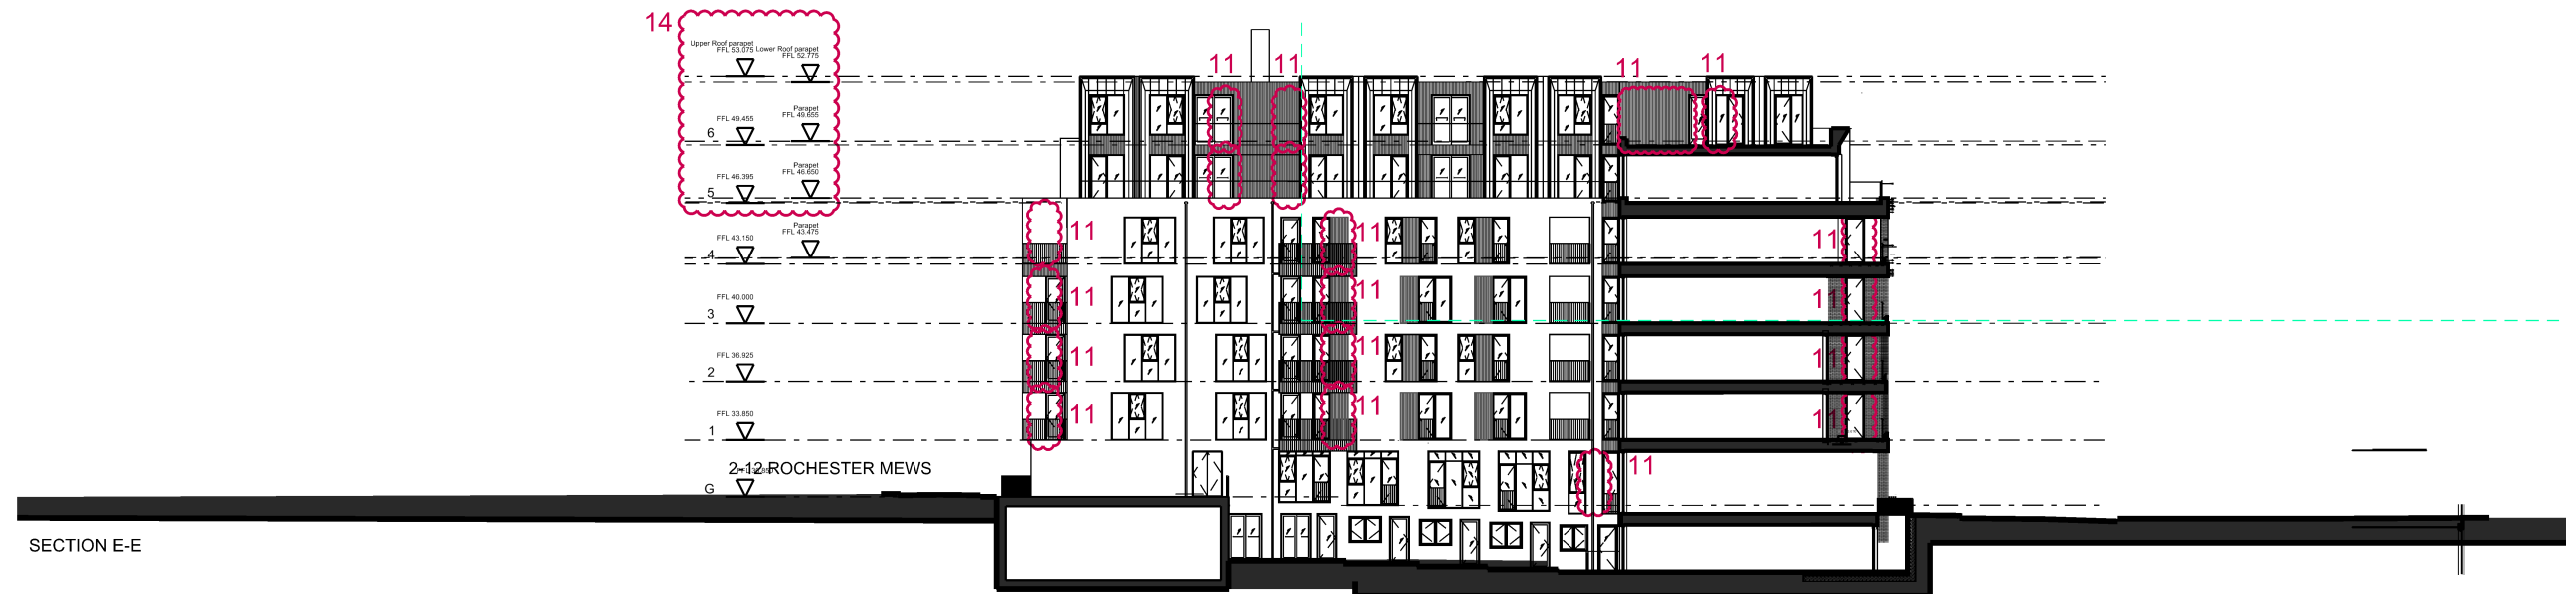 14
Upper Roof parapet
FFL 53.075
Lower Roof parapet
FFL 52.775
11
11
11
11
Parapet
FFL 49.655
FFL 49.455
6
Parapet
FFL 46.650
FFL 46.395
5
Parapet
FFL 43.475
FFL 43.150
4
11
11
11
FFL 40.000
3
11
11
11
FFL 36.925
2
11
11
11
FFL 33.850
1
11
11
11
2-12 ROCHESTER MEWS
11
G
SECTION E-E